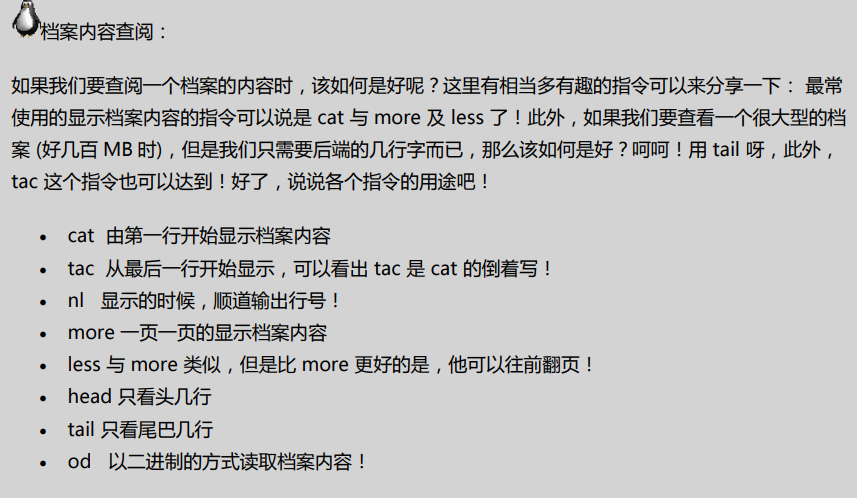 档案内容查阅：
如果我们要查阅一个档案的内容时，该如何是好呢？这里有相当多有趣的指令可以来分享一下： 最常
使用的显示档案内容的指令可以说是 cat 与 more 及 less 了！此外，如果我们要查看一个很大型的档
案 (好几百 MB 时)，但是我们只需要后端的几行字而已，那么该如何是好？呵呵！用 tail 呀，此外，
tac 这个指令也可以达到！好了，说说各个指令的用途吧！
• cat 由第一行开始显示档案内容
• tac 从最后一行开始显示，可以看出 tac 是 cat 的倒着写！
• nl 显示的时候，顺道输出行号！
• more 一页一页的显示档案内容
• less 与 more 类似，但是比 more 更好的是，他可以往前翻页！
• head 只看头几行
• tail 只看尾巴几行
• od 以二进制的方式读取档案内容！